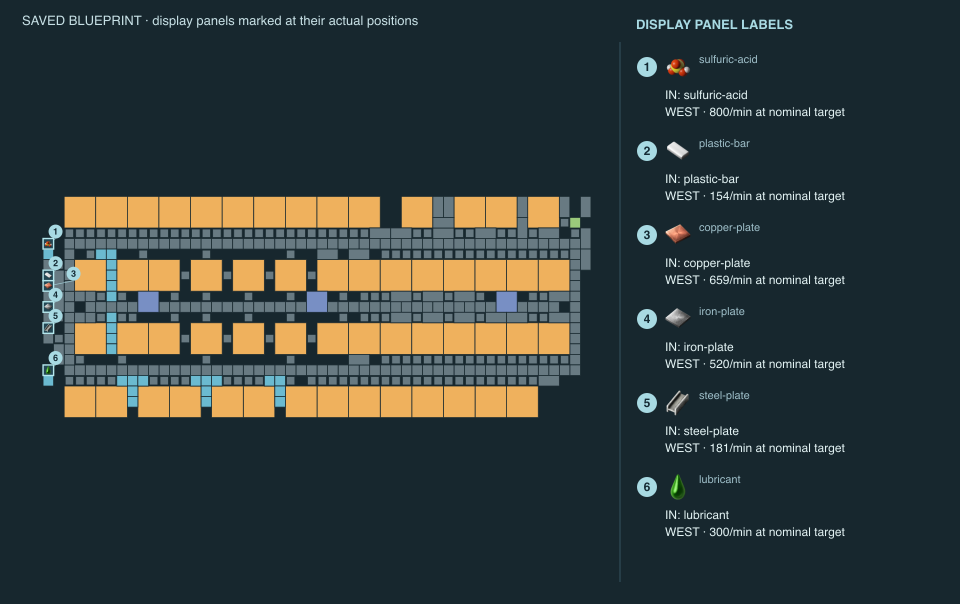 SAVED BLUEPRINT · display panels marked at their actual positions
1
2
3
4
5
6
DISPLAY PANEL LABELS
1 sulfuric-acid
IN: sulfuric-acid
WEST · 800/min at nominal target
2 plastic-bar
IN: plastic-bar
WEST · 154/min at nominal target
3 copper-plate
IN: copper-plate
WEST · 659/min at nominal target
4 iron-plate
IN: iron-plate
WEST · 520/min at nominal target
5 steel-plate
IN: steel-plate
WEST · 181/min at nominal target
6 lubricant
IN: lubricant
WEST · 300/min at nominal target